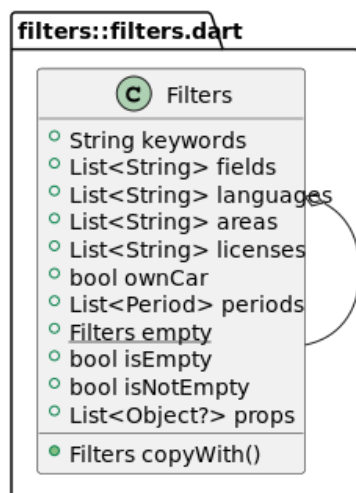 filters::filters.dart
C Filters
String keywords
List<String> fields
List<String> languages
List<String> areas
List<String> licenses
bool ownCar
List<Period> periods
Filters empty
bool isEmpty
bool isNotEmpty
List<Object?> props
Filters copyWith()